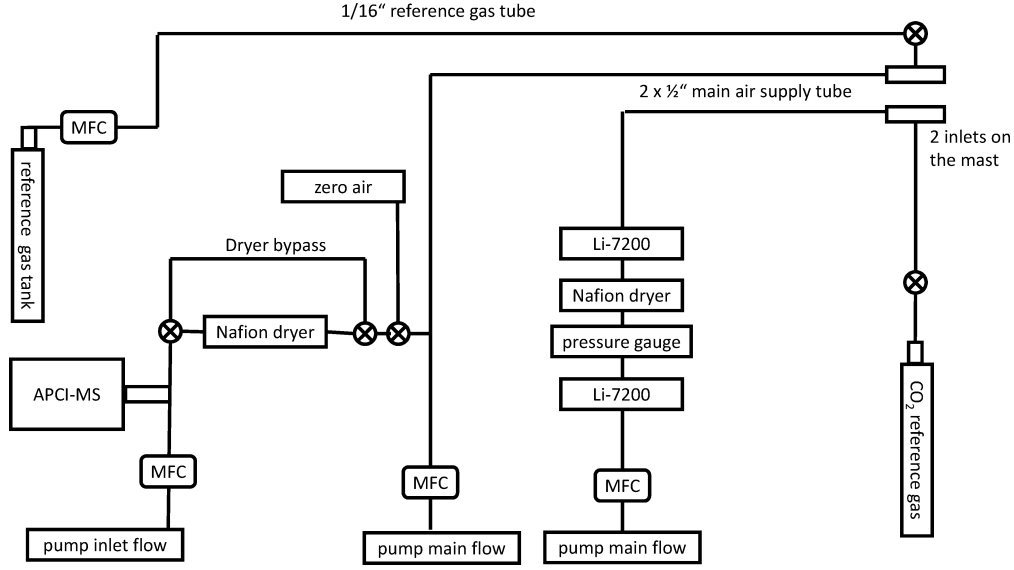 1/16“ reference gas tube
2 x ½“ main air supply tube
MFC
2 inlets on
the mast
reference gas tank
zero air
Dryer bypass
Li-7200
Nafion dryer
Nafion dryer
pressure gauge
APCI-MS
Li-7200
CO₂ reference gas
MFC
MFC
MFC
pump inlet flow
pump main flow
pump main flow